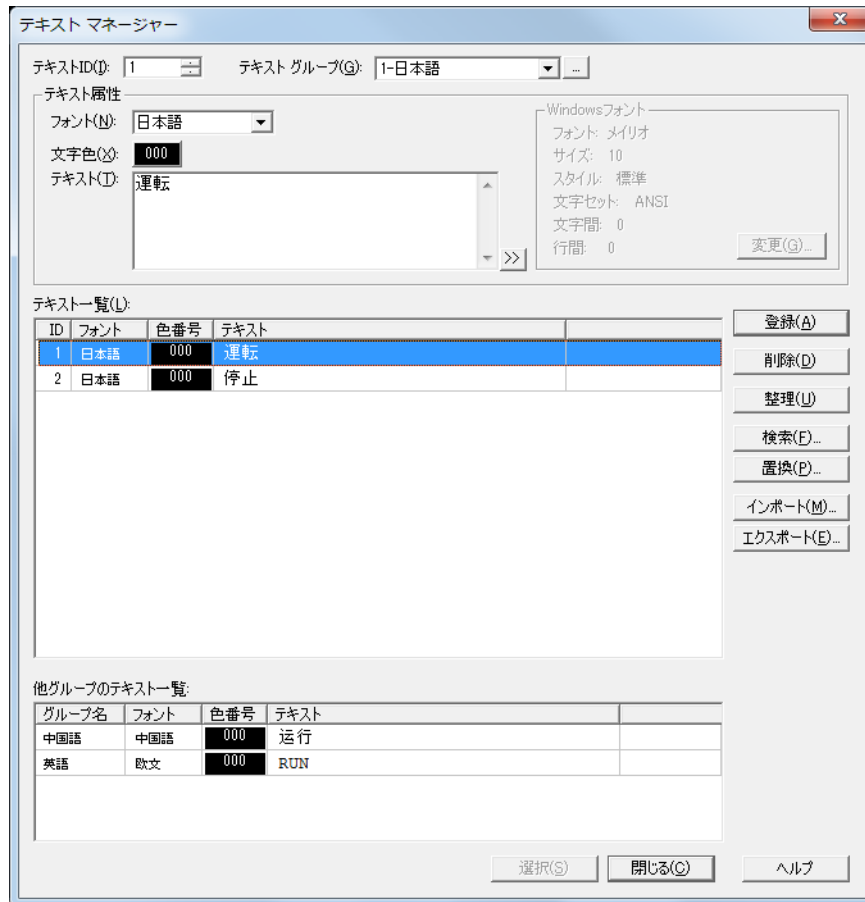 テキスト マネージャー
テキストID(I): 1 テキスト グループ(G): 1-日本語 ...
テキスト属性
フォント(N): 日本語
文字色(X): 000
テキスト(T): 運転
>>
Windowsフォント
フォント: メイリオ
サイズ: 10
スタイル: 標準
文字セット: ANSI
文字間: 0
行間: 0
変更(G)...
テキスト一覧(L):
ID フォント 色番号 テキスト
1 日本語 000 運転
2 日本語 000 停止
登録(A)
削除(D)
整理(U)
検索(F)...
置換(P)...
インポート(M)...
エクスポート(E)...
他グループのテキスト一覧:
グループ名 フォント 色番号 テキスト
中国語 中国語 000 运行
英語 欧文 000 RUN
選択(S) 閉じる(C) ヘルプ